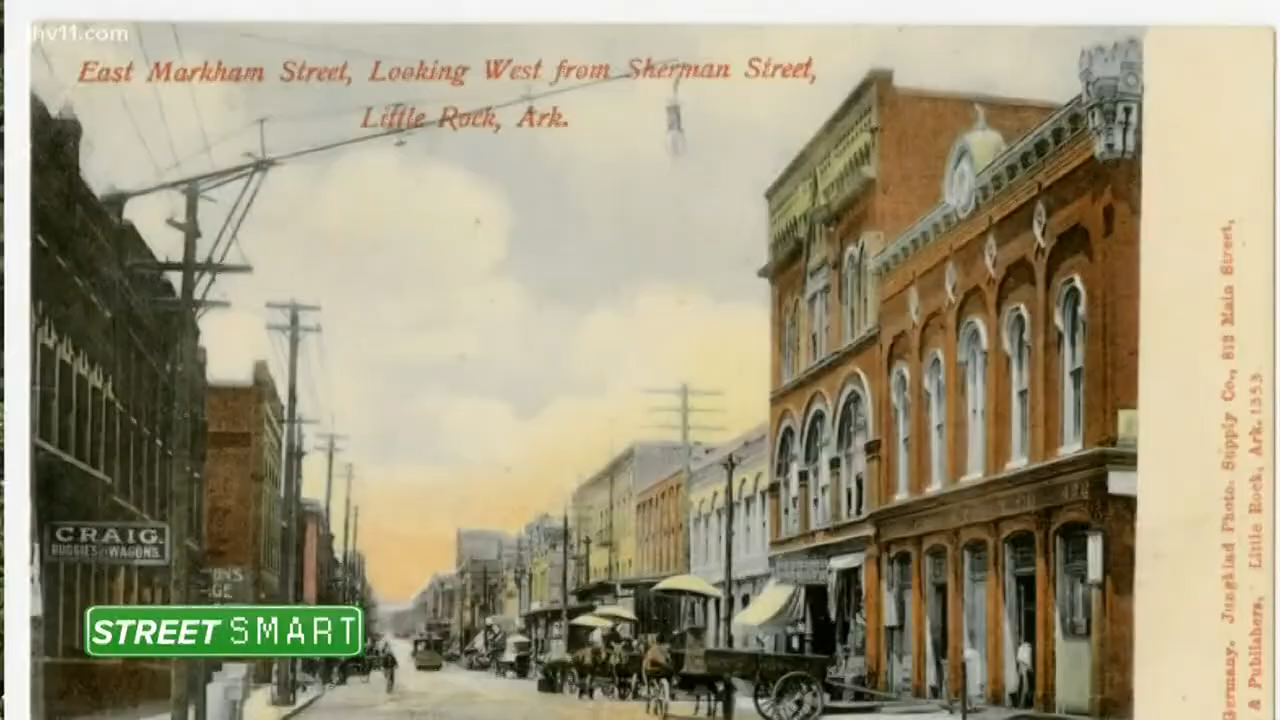 hv11.com
East Markham Street, Looking West from Sherman Street,
Little Rock, Ark.
CRAIG.
BUGGIES WAGONS.
STREET SMART
Germany. Jungkind Photo. Supply Co., 812 Main Street,
& Publishers, Little Rock, Ark. 1353